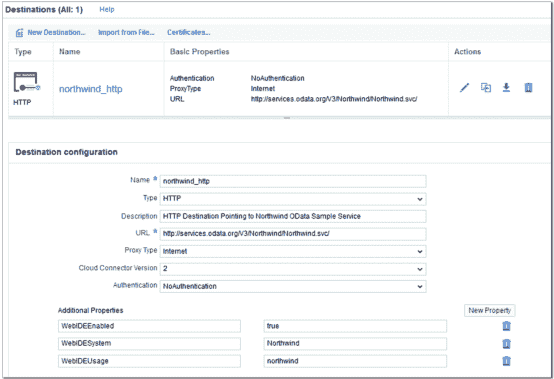 Destinations (All: 1) Help
New Destination... Import from File... Certificates...
Type Name Basic Properties Actions
HTTP northwind_http
Authentication NoAuthentication
ProxyType Internet
URL http://services.odata.org/V3/Northwind/Northwind.svc/
Destination configuration
Name * northwind_http
Type HTTP
Description HTTP Destination Pointing to Northwind OData Sample Service
URL * http://services.odata.org/V3/Northwind/Northwind.svc/
Proxy Type Internet
Cloud Connector Version 2
Authentication NoAuthentication
Additional Properties New Property
WebIDEEnabled true
WebIDESystem Northwind
WebIDEUsage northwind